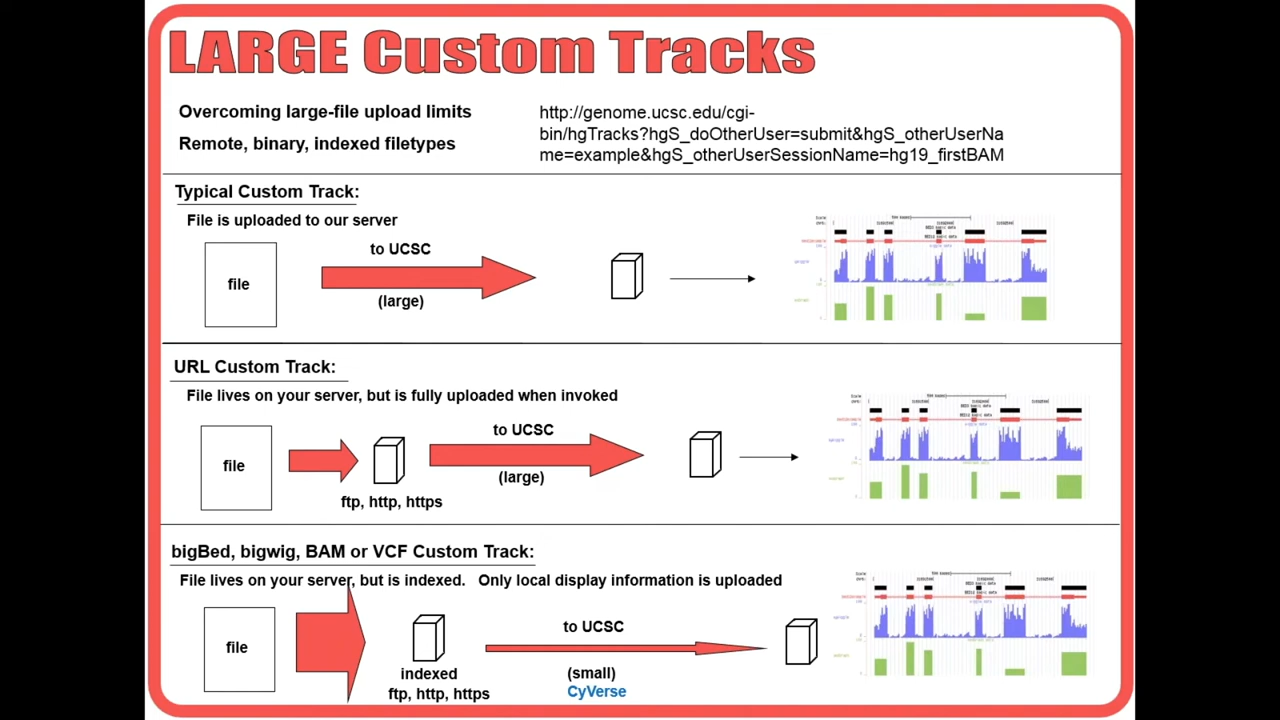 LARGE Custom Tracks
Overcoming large-file upload limits
Remote, binary, indexed filetypes
http://genome.ucsc.edu/cgi-
bin/hgTracks?hgS_doOtherUser=submit&hgS_otherUserNa
me=example&hgS_otherUserSessionName=hg19_firstBAM
Typical Custom Track:
File is uploaded to our server
file
to UCSC
(large)
URL Custom Track:
File lives on your server, but is fully uploaded when invoked
file
ftp, http, https
to UCSC
(large)
bigBed, bigwig, BAM or VCF Custom Track:
File lives on your server, but is indexed. Only local display information is uploaded
file
indexed
ftp, http, https
to UCSC
(small)
CyVerse